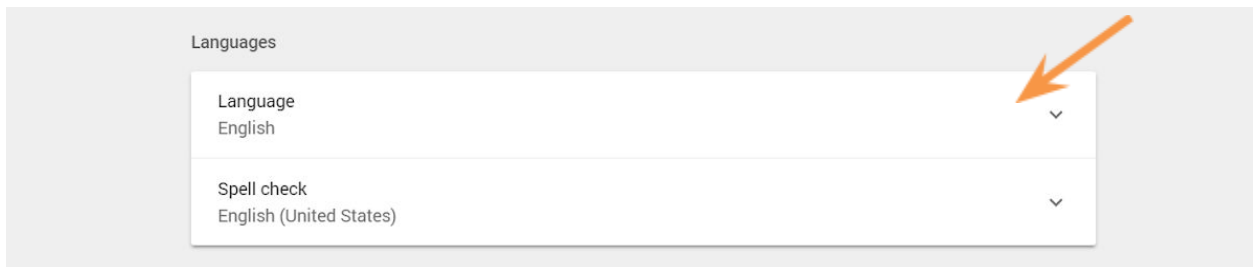 Languages
Language
English
Spell check
English (United States)